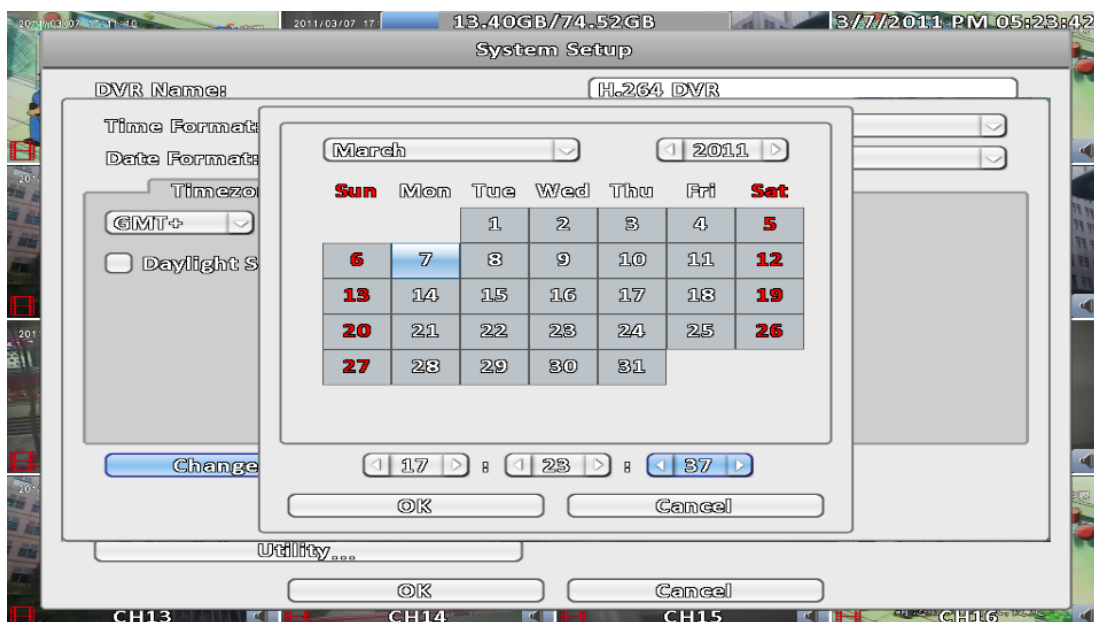 2011/03/07 17: 13.40GB/74.52GB 3/7/2011 PM 05:23:42
System Setup
DVR Name: H.264 DVR
Time Format:
Date Format:
March 2011
Timezo
Sun Mon Tue Wed Thu Fri Sat
GMT+
1 2 3 4 5
Daylight S
6 7 8 9 10 11 12
13 14 15 16 17 18 19
20 21 22 23 24 25 26
27 28 29 30 31
Change
17 : 23 : 37
OK Cancel
Utility...
OK Cancel
CH13 CH14 CH15 CH16